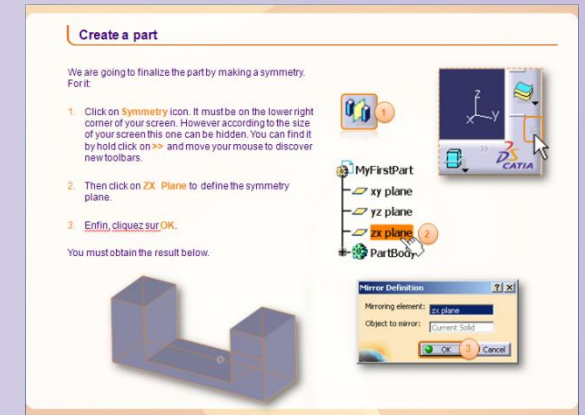 Create a part
We are going to finalize the part by making a symmetry.
For it:
1. Click on Symmetry icon. It must be on the lower right
corner of your screen. However according to the size
of your screen this one can be hidden. You can find it
by hold click on >> and move your mouse to discover
new toolbars.
2. Then click on ZX Plane to define the symmetry
plane.
3. Enfin, cliquez sur OK.
You must obtain the result below.
1
z
x
y
CATIA
MyFirstPart
xy plane
yz plane
zx plane
2
PartBody
Mirror Definition
Mirroring element: zx plane
Object to mirror: Current Solid
OK
3
Cancel